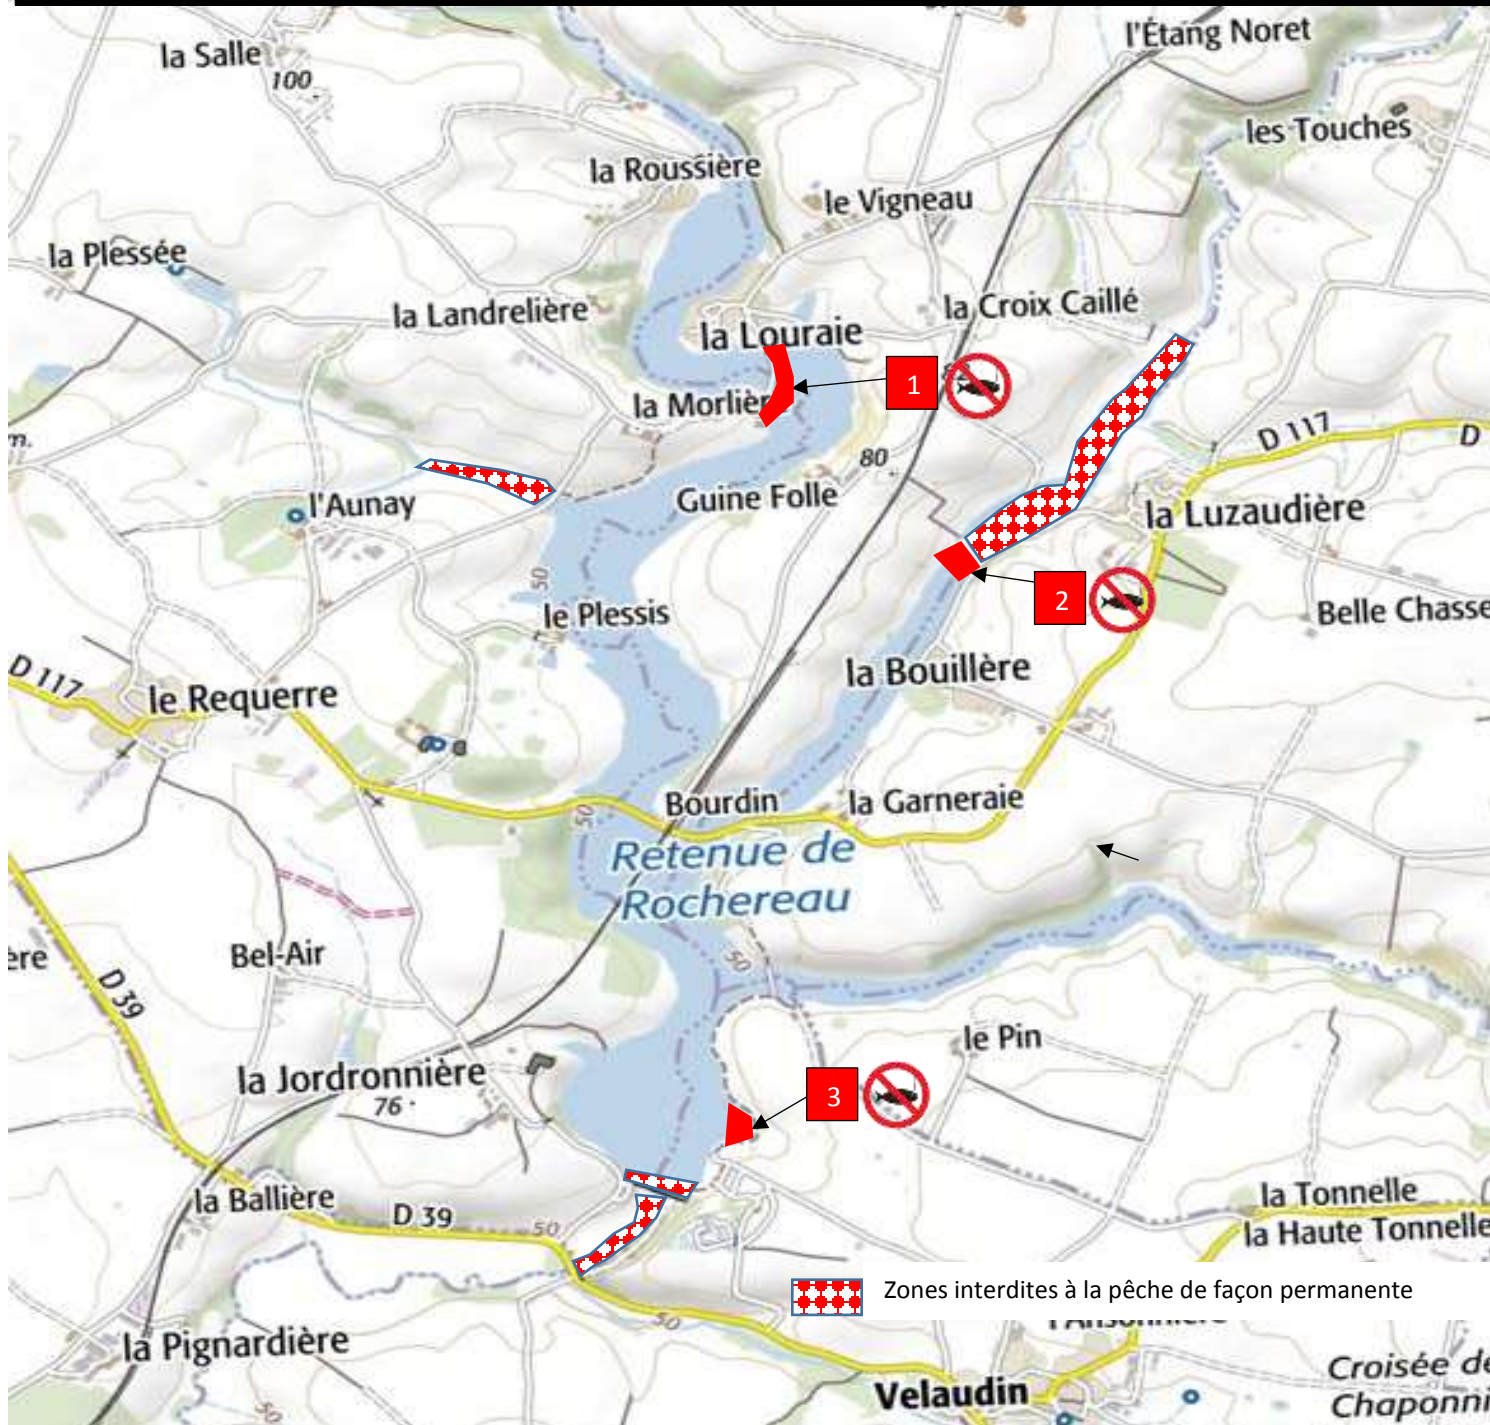 l'Étang Noret
la Salle
100
les Touches
la Roussière
le Vigneau
la Plessée
la Croix Caillé
la Landrelière
la Louraie
1
la Morlièr
D 117
D
m.
80
Guine Folle
l'Aunay
la Luzaudière
50
2
le Plessis
Belle Chasse
la Bouillère
D 117
le Requerre
Bourdin
la Garneraie
50
Retenue de
Rochereau
ere
Bel-Air
50
D 39
le Pin
la Jordronnière
76
3
la Ballière
D 39
50
la Tonnelle
la Haute Tonnelle
Zones interdites à la pêche de façon permanente
50
la Pignardière
Croisée de
Chaponni
Velaudin
50